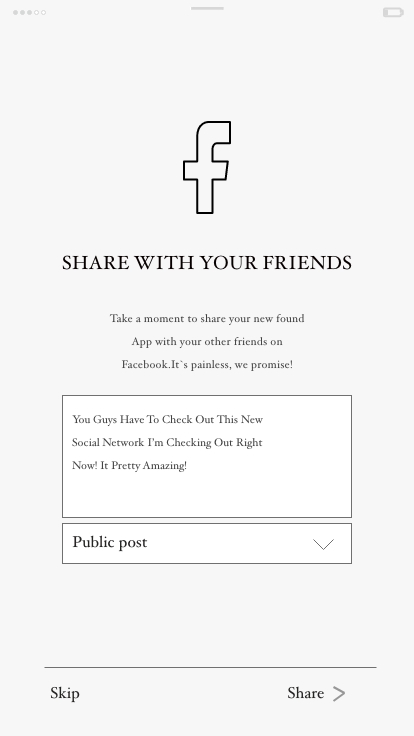 f
SHARE WITH YOUR FRIENDS
Take a moment to share your new found
App with your other friends on
Facebook.It`s painless, we promise!
You Guys Have To Check Out This New
Social Network I'm Checking Out Right
Now! It Pretty Amazing!
Public post
Skip
Share >